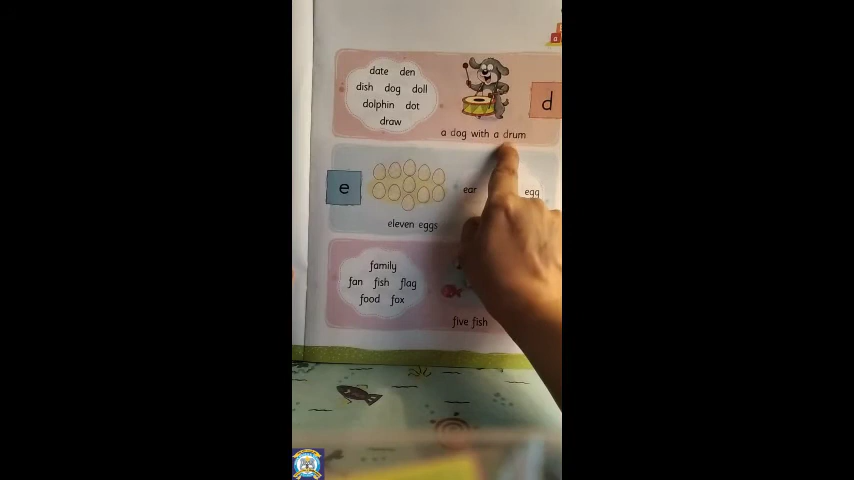 date den
dish dog doll
dolphin dot
draw
d
a dog with a drum
e
ear
egg
eleven eggs
family
fan fish flag
food fox
five fish